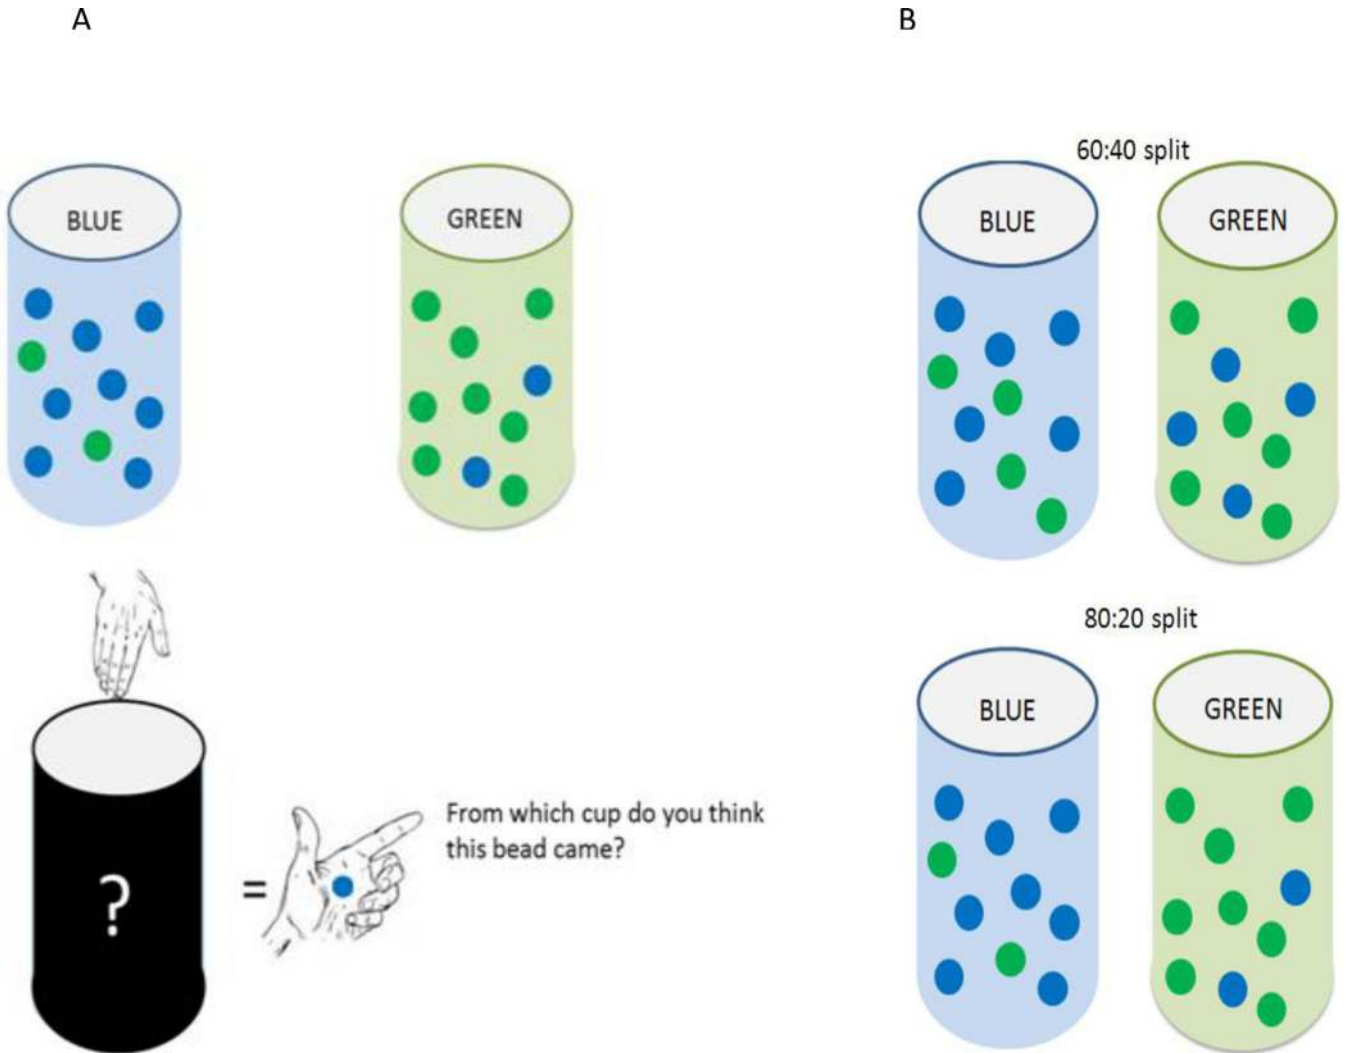 A
BLUE
GREEN
?
=
From which cup do you think
this bead came?
B
60:40 split
BLUE
GREEN
80:20 split
BLUE
GREEN